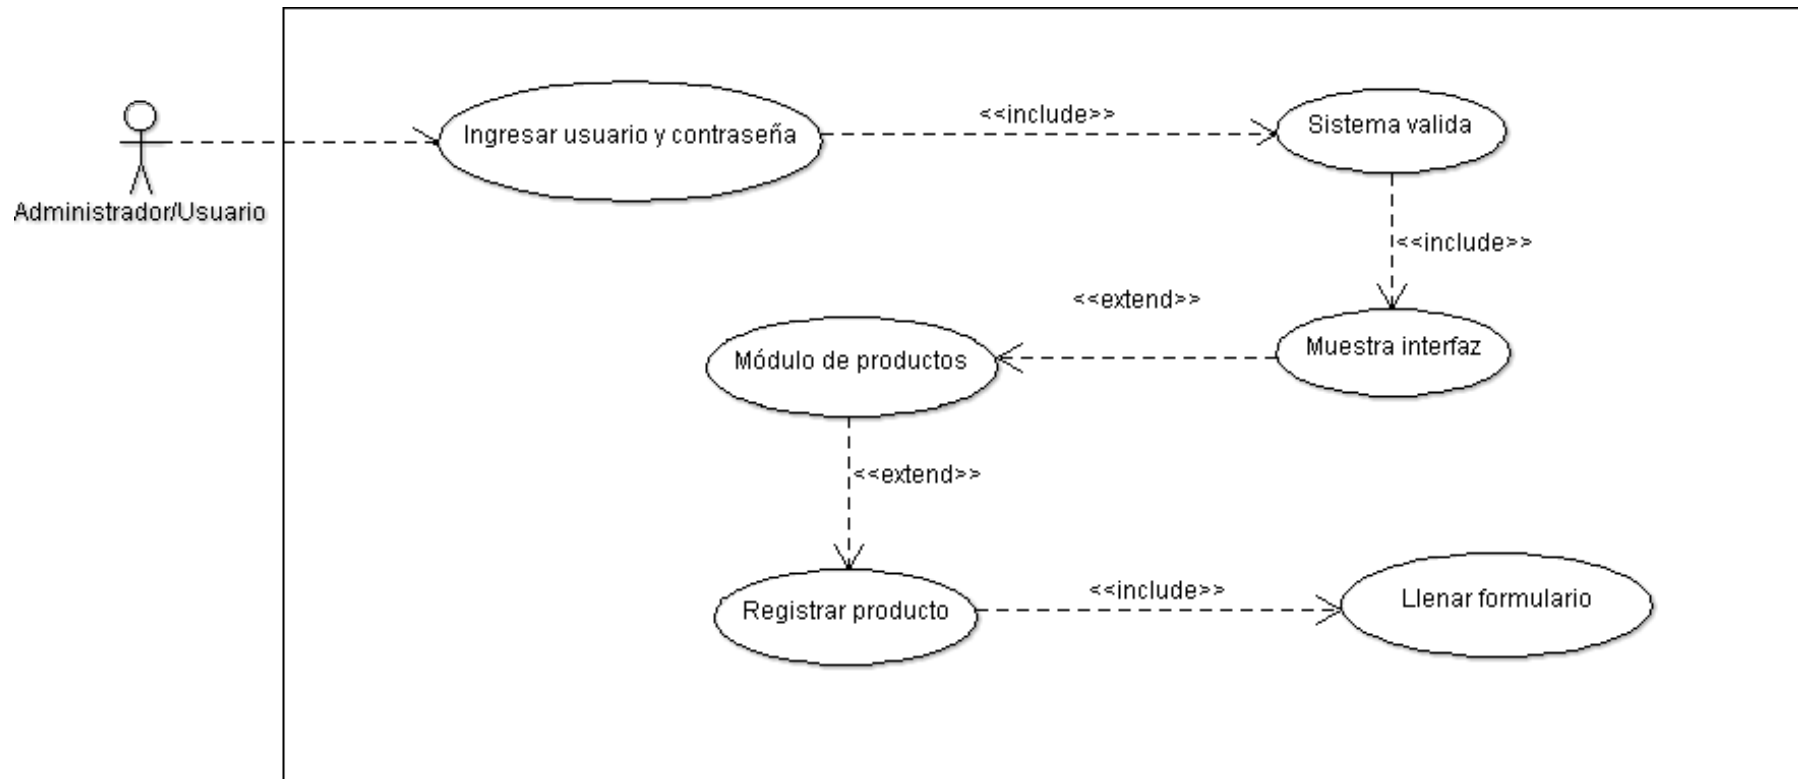 Ingresar usuario y contraseña
<<include>>
Sistema valida
Administrador/Usuario
<<include>>
<<extend>>
Módulo de productos
Muestra interfaz
<<extend>>
Registrar producto
<<include>>
Llenar formulario